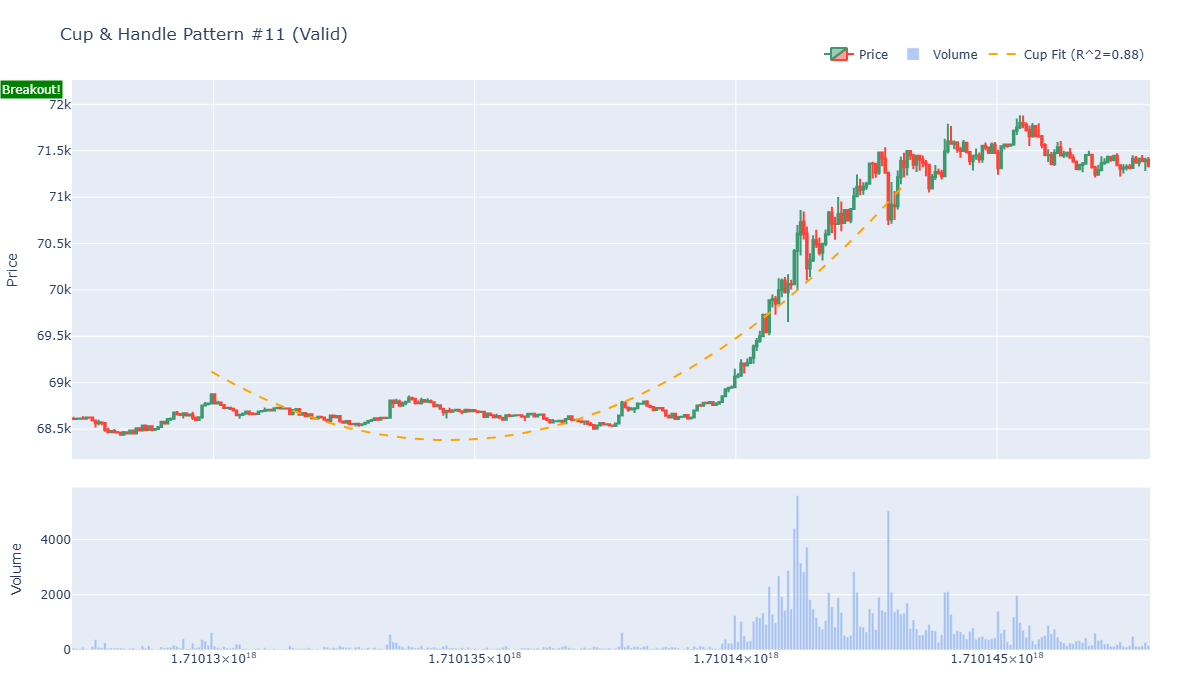 Cup & Handle Pattern #11 (Valid)
Price
Volume
Cup Fit (R^2=0.88)
Breakout!
72k
71.5k
71k
70.5k
70k
69.5k
69k
68.5k
Price
4000
2000
0
Volume
1.71013×10¹⁸
1.710135×10¹⁸
1.71014×10¹⁸
1.710145×10¹⁸